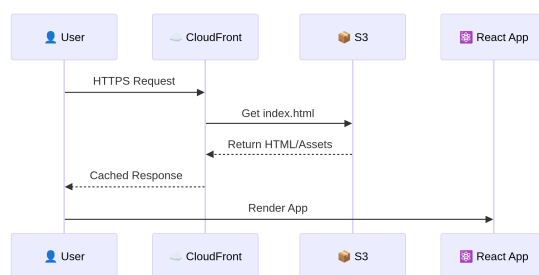 👤 User
☁️ CloudFront
📦 S3
⚛️ React App
HTTPS Request
Get index.html
Return HTML/Assets
Cached Response
Render App
👤 User
☁️ CloudFront
📦 S3
⚛️ React App